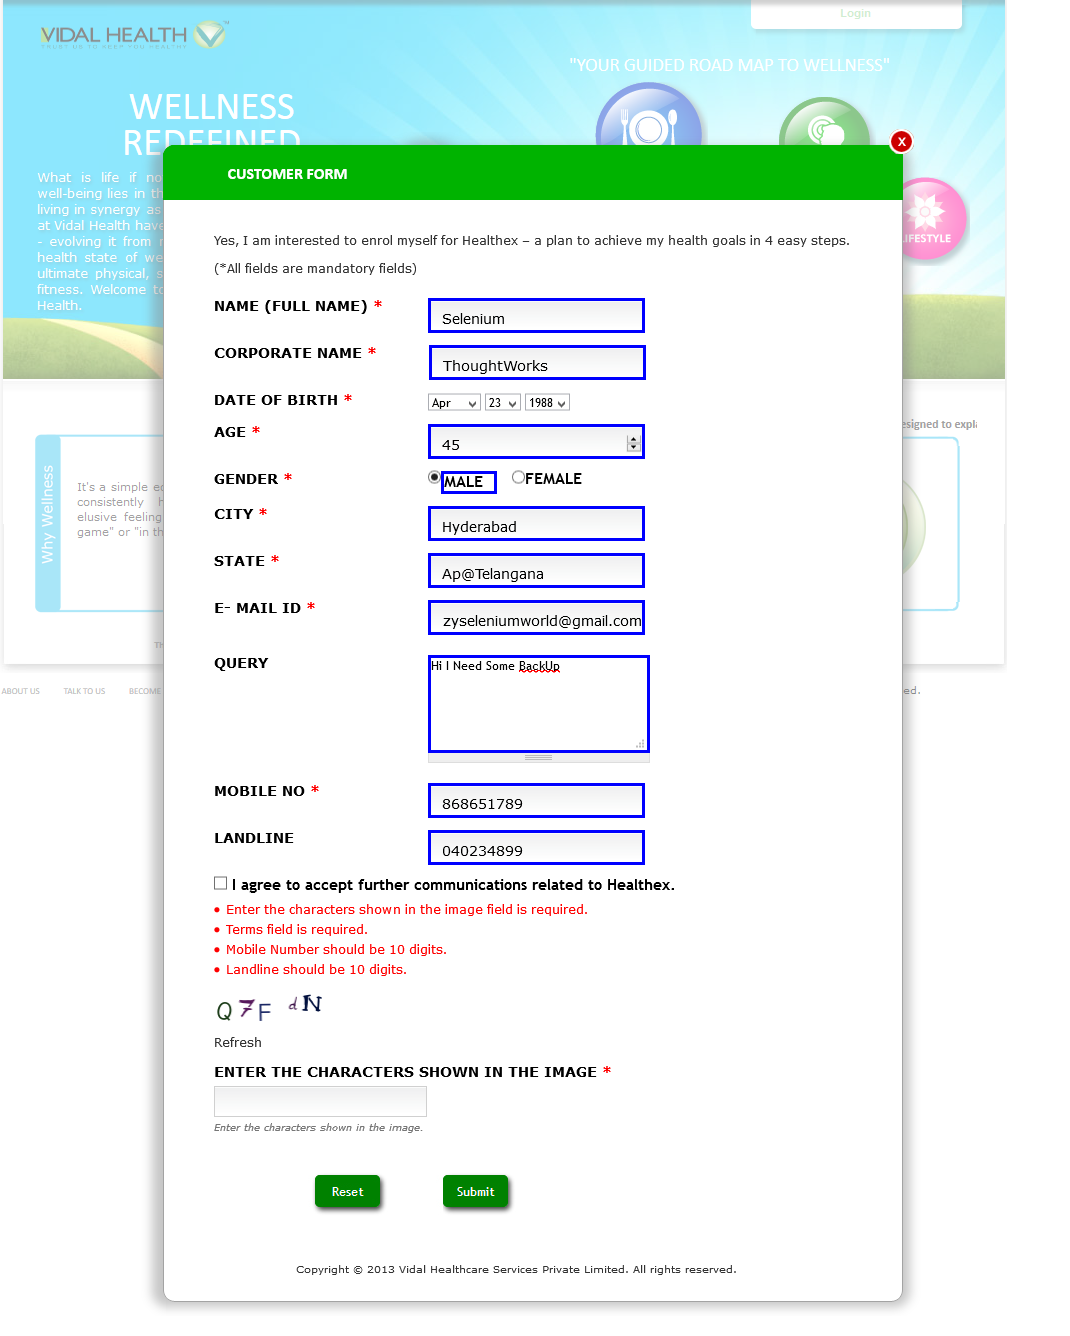 Login
VIDAL HEALTH
TRUST US TO KEEP YOU HEALTHY
"YOUR GUIDED ROAD MAP TO WELLNESS"
WELLNESS
REDEFINED
X
CUSTOMER FORM
What is life if no
well-being lies in th
living in synergy as
at Vidal Health have
- evolving it from
health state of we
ultimate physical, s
fitness. Welcome to
Health.
LIFESTYLE
Yes, I am interested to enrol myself for Healthex – a plan to achieve my health goals in 4 easy steps.
(*All fields are mandatory fields)
NAME (FULL NAME) * Selenium
CORPORATE NAME * ThoughtWorks
DATE OF BIRTH * Apr 23 1988
AGE * 45
esigned to expla
GENDER * MALE FEMALE
Why Wellness
It's a simple eq
consistently h
elusive feeling
game" or "in th
CITY * Hyderabad
STATE * Ap@Telangana
E- MAIL ID * zyseleniumworld@gmail.com
QUERY Hi I Need Some BackUp
Th
ABOUT US TALK TO US BECOME
ed.
MOBILE NO * 868651789
LANDLINE 040234899
I agree to accept further communications related to Healthex.
• Enter the characters shown in the image field is required.
• Terms field is required.
• Mobile Number should be 10 digits.
• Landline should be 10 digits.
Q7F dN
Refresh
ENTER THE CHARACTERS SHOWN IN THE IMAGE *
Enter the characters shown in the image.
Reset Submit
Copyright © 2013 Vidal Healthcare Services Private Limited. All rights reserved.